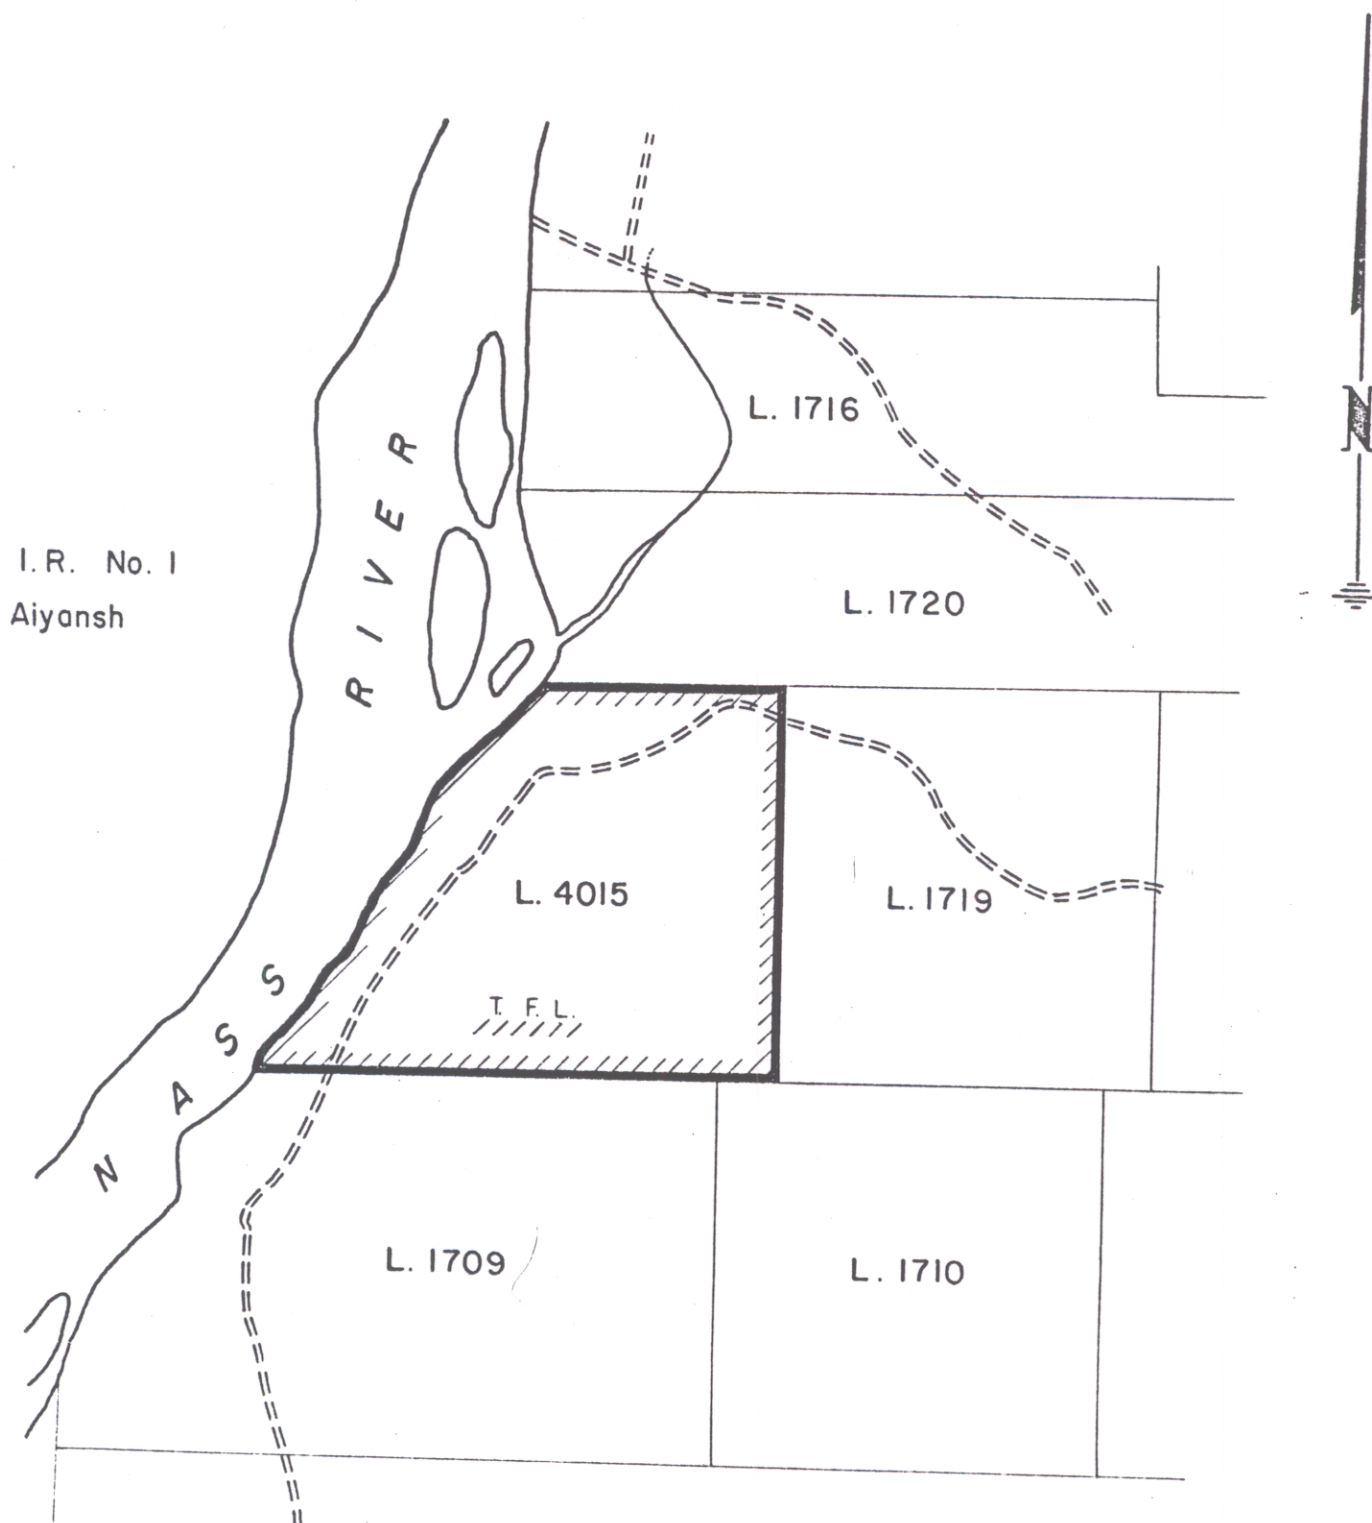 N
L. 1716
I.R. No. 1
Aiyansh
L. 1720
NASS RIVER
L. 4015
L. 1719
T. F. L.
L. 1709
L. 1710